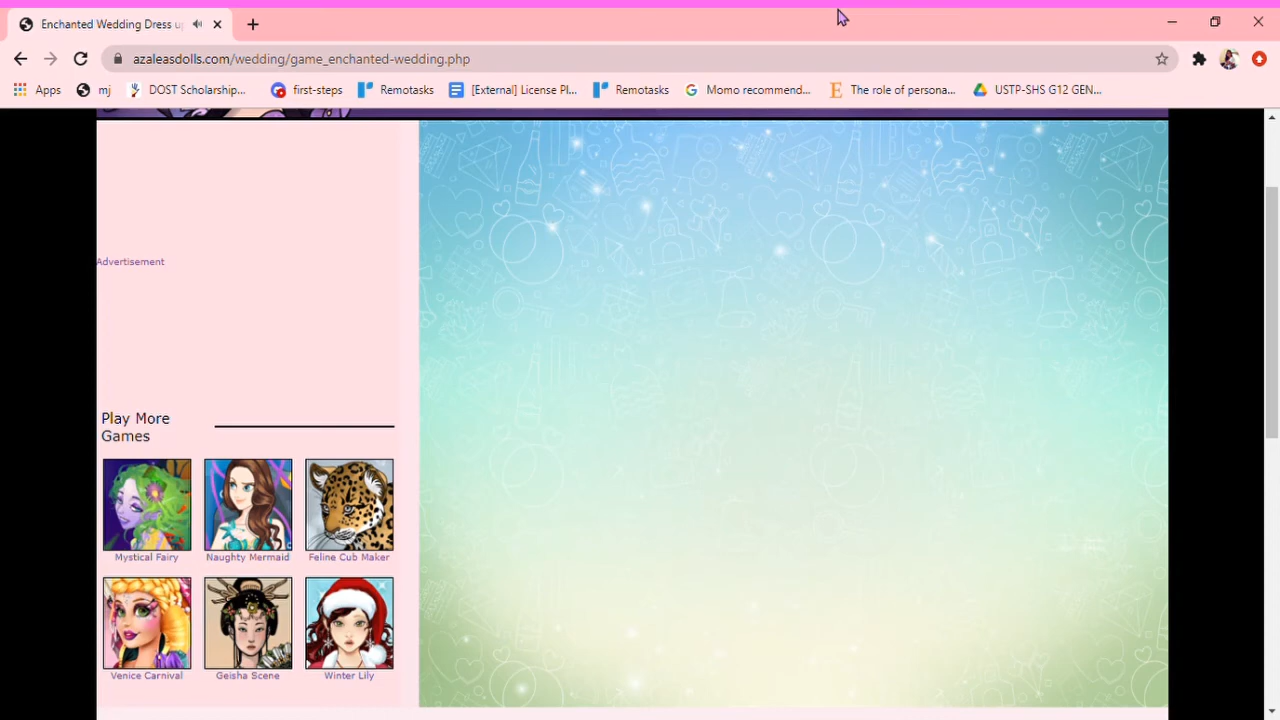 Enchanted Wedding Dress u
azaleasdolls.com/wedding/game_enchanted-wedding.php
Apps mj DOST Scholarship... first-steps Remotasks [External] License Pl... Remotasks Momo recommend... The role of persona... USTP-SHS G12 GEN...
Advertisement
Play More
Games
Mystical Fairy Naughty Mermaid Feline Cub Maker
Venice Carnival Geisha Scene Winter Lily